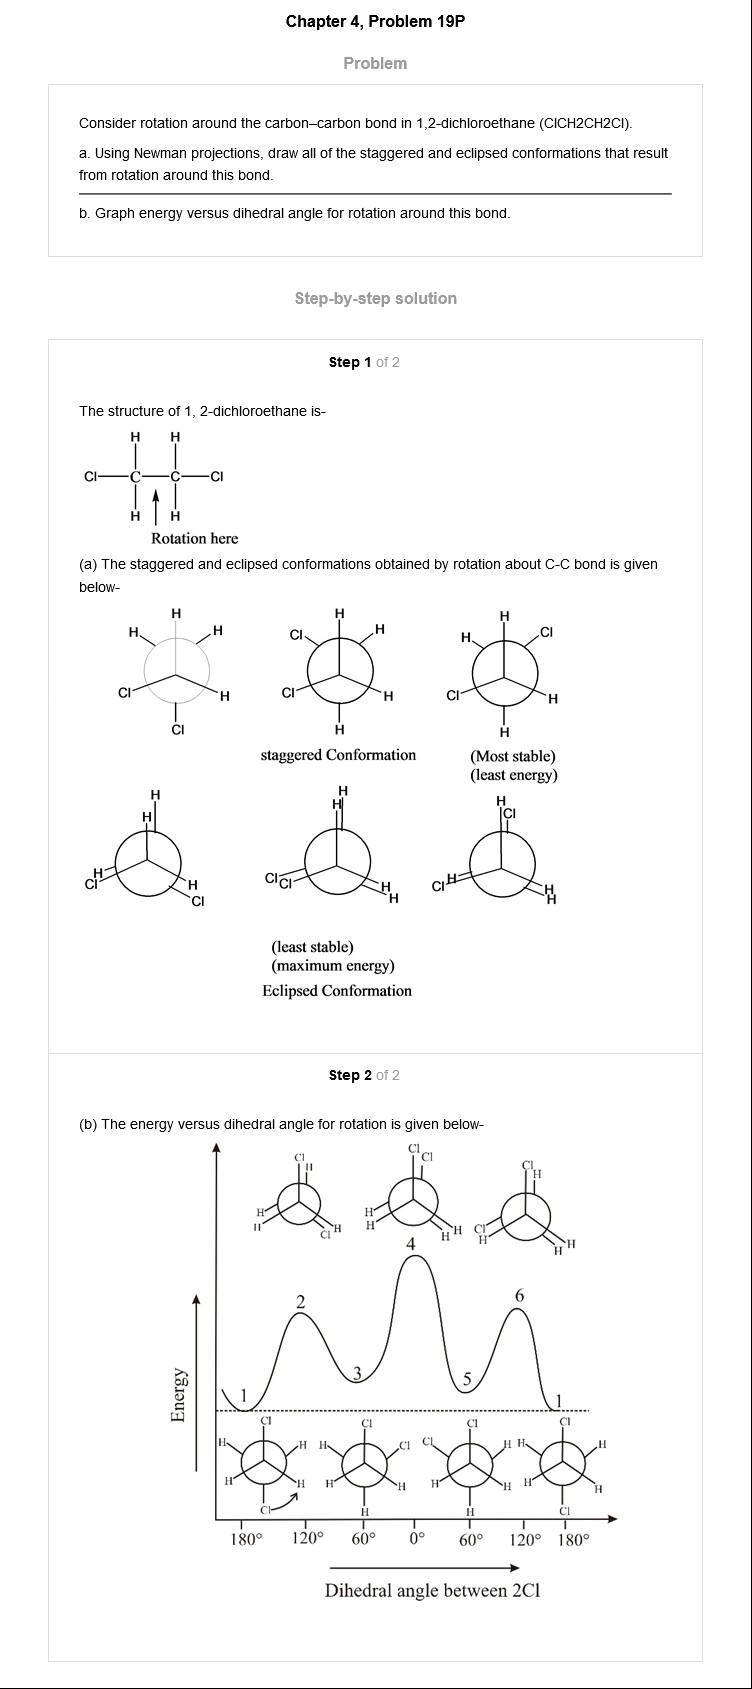 Chapter 4, Problem 19P
Problem
Consider rotation around the carbon–carbon bond in 1,2-dichloroethane (ClCH2CH2Cl).
a. Using Newman projections, draw all of the staggered and eclipsed conformations that result
from rotation around this bond.
b. Graph energy versus dihedral angle for rotation around this bond.
Step-by-step solution
Step 1 of 2
The structure of 1, 2-dichloroethane is-
H H
Cl C C Cl
H H
Rotation here
(a) The staggered and eclipsed conformations obtained by rotation about C-C bond is given
below-
H H H
H H Cl H H Cl
Cl H Cl H Cl H
Cl H H
staggered Conformation (Most stable)
(least energy)
H H H
H H Cl
H H Cl Cl H H Cl H H
Cl Cl H H
(least stable)
(maximum energy)
Eclipsed Conformation
Step 2 of 2
(b) The energy versus dihedral angle for rotation is given below-
Cl H Cl Cl Cl H
H H H Cl
H Cl H H H H H H
4
2 6
3 5
1 1
Energy
Cl Cl Cl Cl
H H H Cl Cl H H H
H H H H H H H H
Cl H H Cl
180° 120° 60° 0° 60° 120° 180°
Dihedral angle between 2Cl